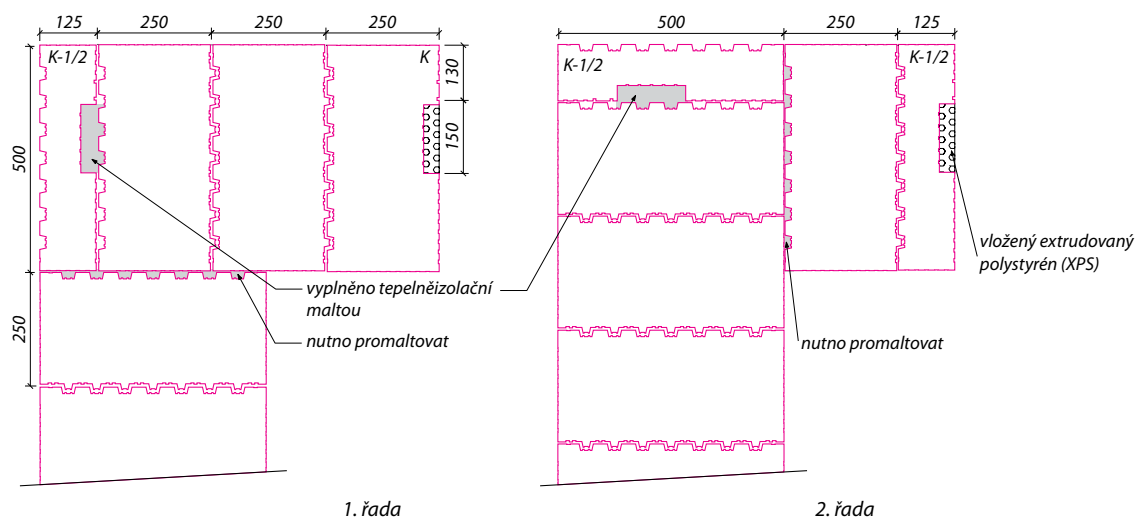 125 250 250 250
K-1/2 K
130
150
500
250
500 250 125
K-1/2 K-1/2
vyplněno tepelněizolační
maltou
nutno promaltovat
vložený extrudovaný
polystyrén (XPS)
nutno promaltovat
1. řada
2. řada